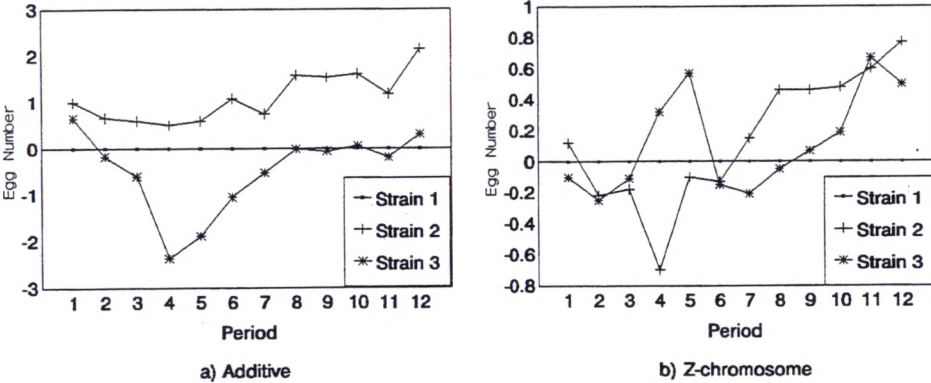 3
2
1
0
-1
-2
-3
Egg Number
Strain 1
Strain 2
Strain 3
1 2 3 4 5 6 7 8 9 10 11 12
Period
a) Additive
1
0.8
0.6
0.4
0.2
0
-0.2
-0.4
-0.6
-0.8
Egg Number
Strain 1
Strain 2
Strain 3
1 2 3 4 5 6 7 8 9 10 11 12
Period
b) Z-chromosome